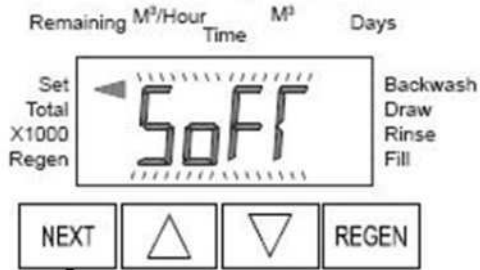 Remaining M³/Hour M³ Days
Time
Set Backwash
Total Draw
X1000 SoFT Rinse
Regen Fill
NEXT REGEN